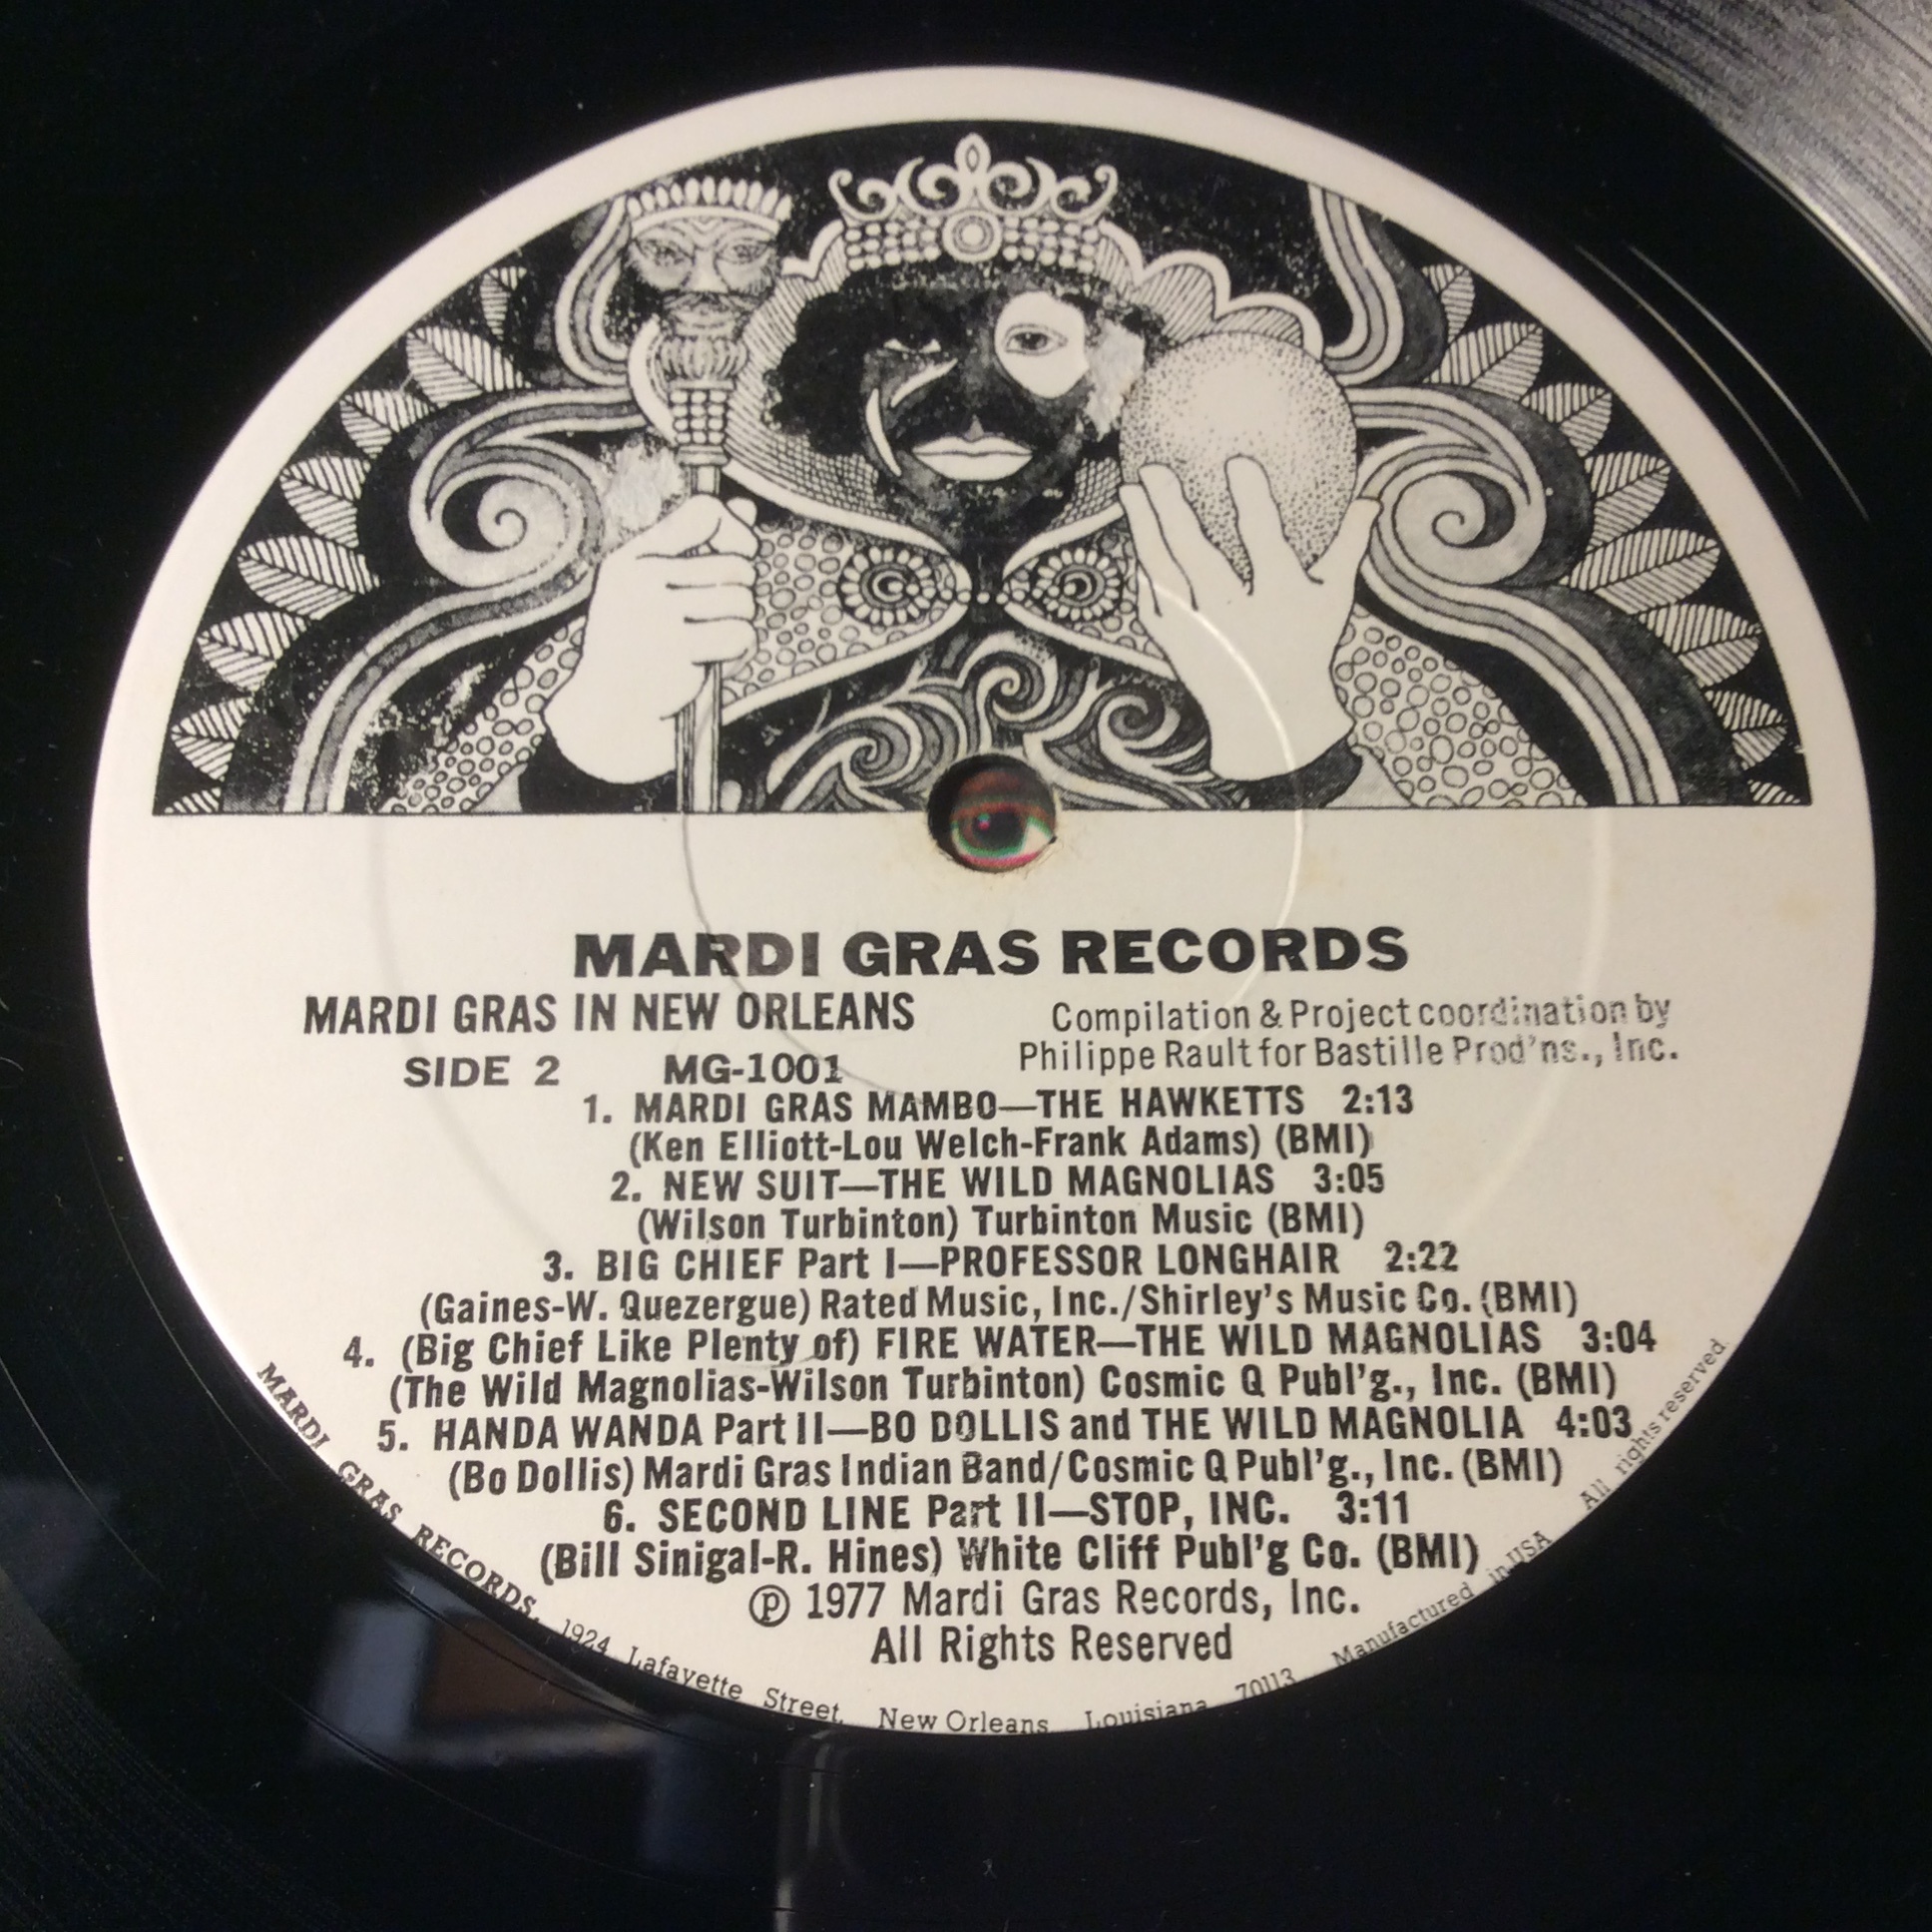 MARDI GRAS RECORDS
MARDI GRAS IN NEW ORLEANS
Compilation & Project coordination by
Philippe Rault for Bastille Prod'ns., Inc.
SIDE 2 MG-1001
1. MARDI GRAS MAMBO—THE HAWKETTS 2:13
(Ken Elliott-Lou Welch-Frank Adams) (BMI)
2. NEW SUIT—THE WILD MAGNOLIAS 3:05
(Wilson Turbinton) Turbinton Music (BMI)
3. BIG CHIEF Part I—PROFESSOR LONGHAIR 2:22
(Gaines-W. Quezergue) Rated Music, Inc./Shirley's Music Co. (BMI)
4. (Big Chief Like Plenty of) FIRE WATER—THE WILD MAGNOLIAS 3:04
(The Wild Magnolias-Wilson Turbinton) Cosmic Q Publ'g., Inc. (BMI)
5. HANDA WANDA Part II—BO DOLLIS and THE WILD MAGNOLIA 4:03
(Bo Dollis) Mardi Gras Indian Band/Cosmic Q Publ'g., Inc. (BMI)
6. SECOND LINE Part II—STOP, INC. 3:11
(Bill Sinigal-R. Hines) White Cliff Publ'g Co. (BMI)
℗ 1977 Mardi Gras Records, Inc.
All Rights Reserved
MARDI GRAS RECORDS, 1924 Lafayette Street, New Orleans Louisiana 70113 Manufactured in USA All rights reserved.